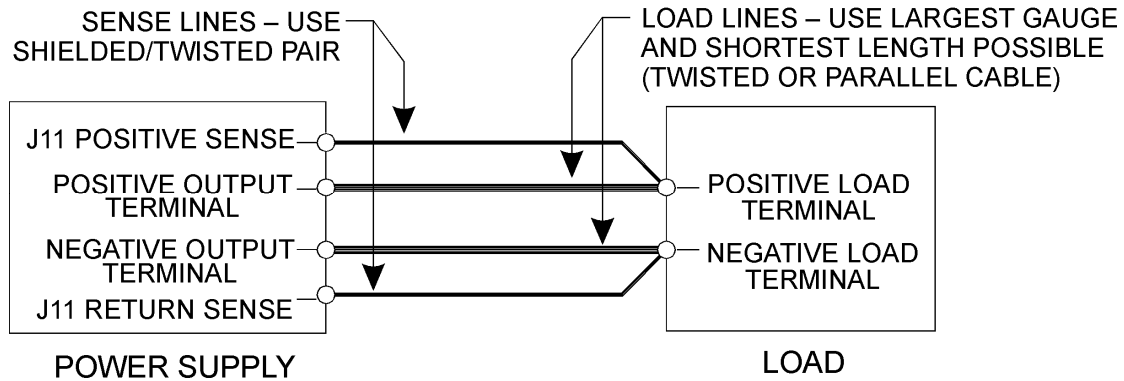 SENSE LINES – USE
SHIELDED/TWISTED PAIR
LOAD LINES – USE LARGEST GAUGE
AND SHORTEST LENGTH POSSIBLE
(TWISTED OR PARALLEL CABLE)
J11 POSITIVE SENSE
POSITIVE OUTPUT
TERMINAL
NEGATIVE OUTPUT
TERMINAL
J11 RETURN SENSE
POSITIVE LOAD
TERMINAL
NEGATIVE LOAD
TERMINAL
POWER SUPPLY
LOAD